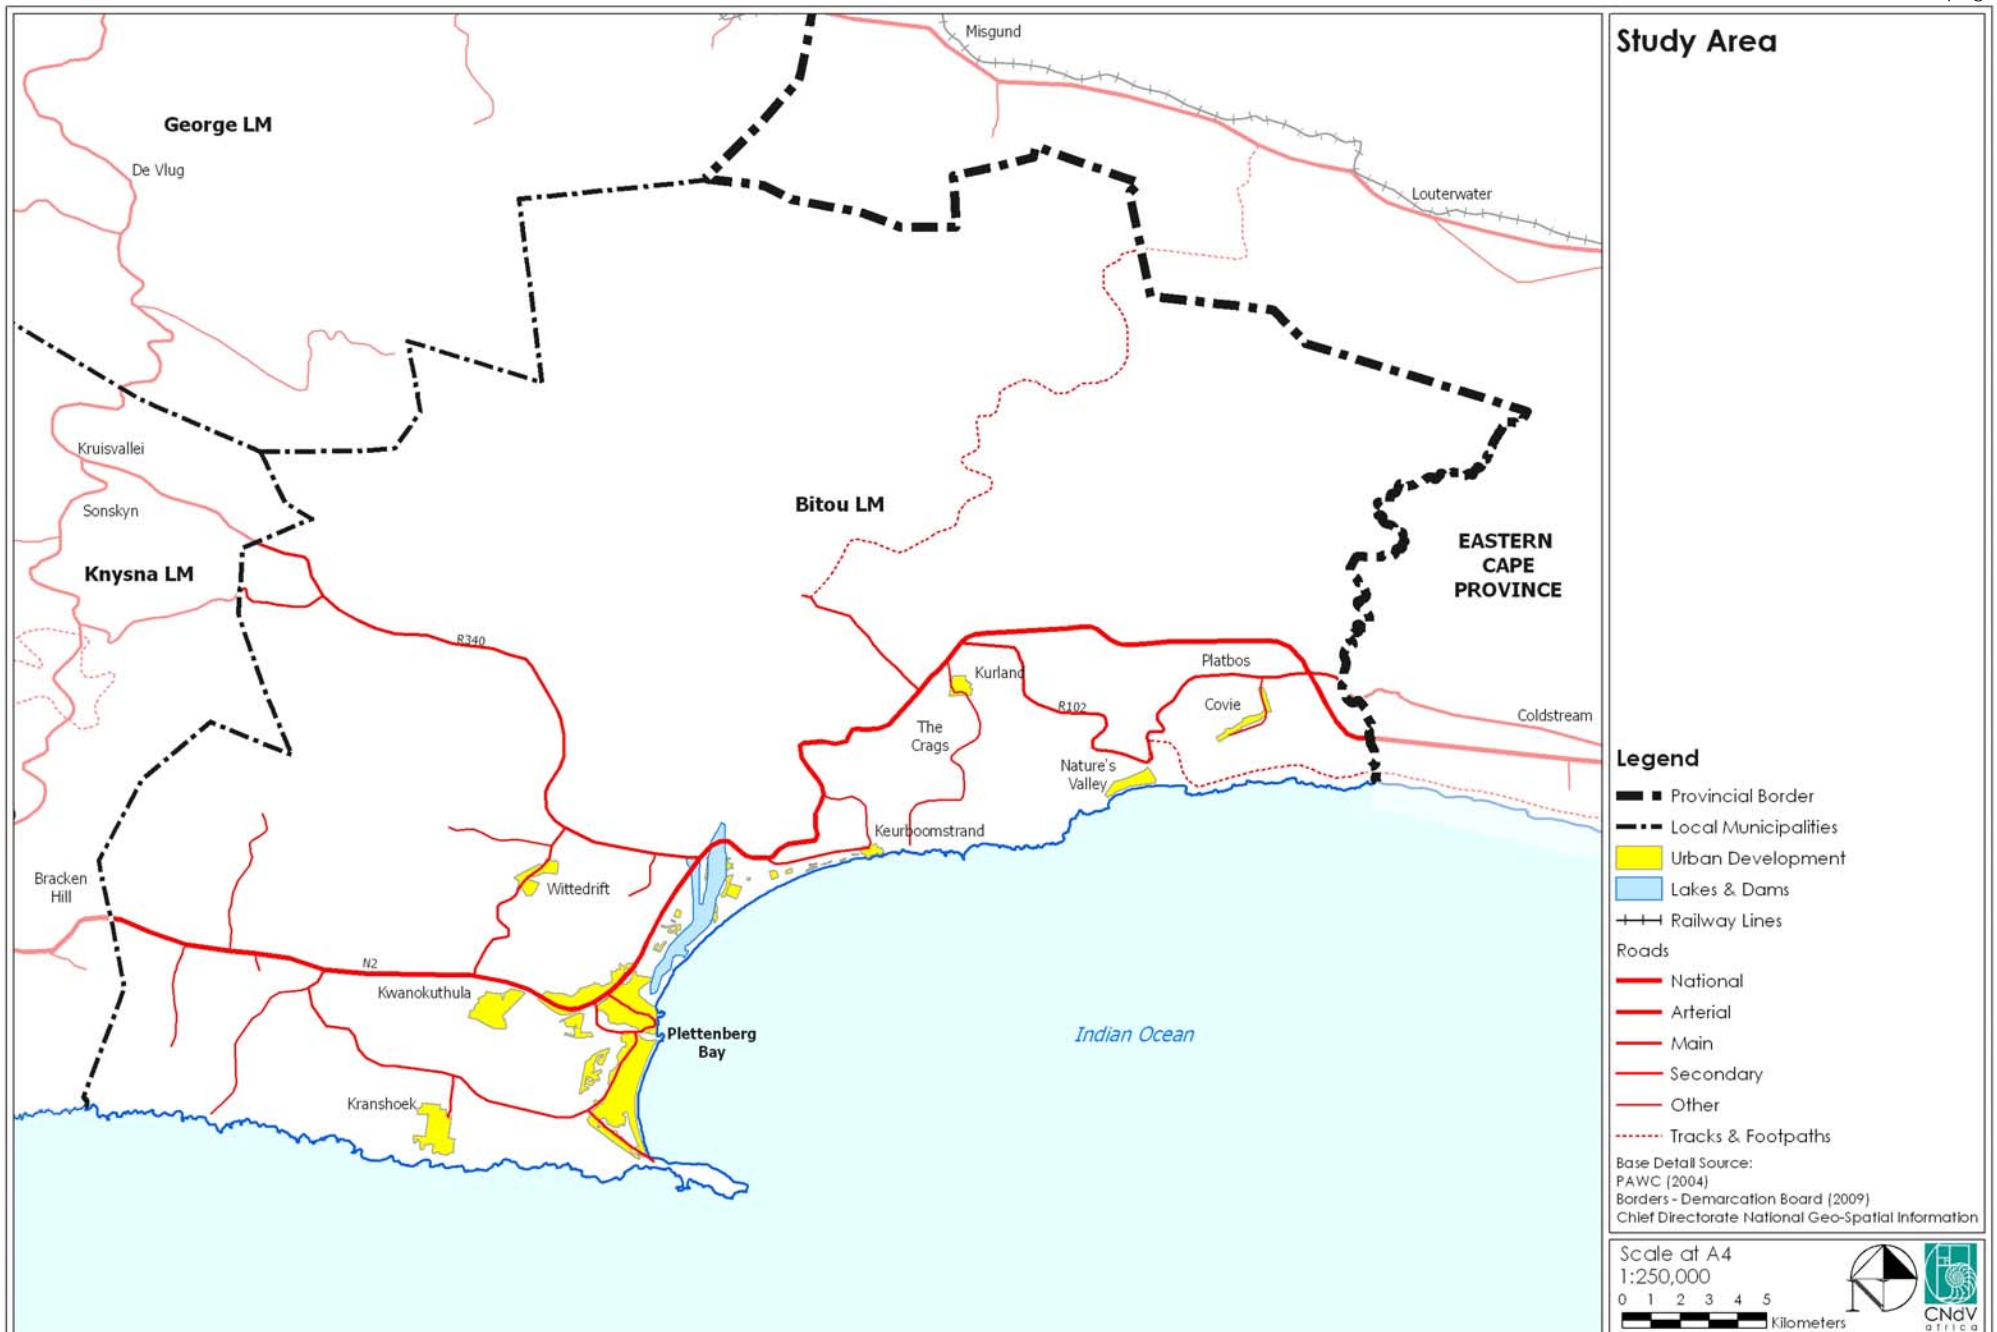 Study Area
Misgund
George LM
De Vlug
Louterwater
Kruisvallei
Sonskyn
Bitou LM
EASTERN
CAPE
PROVINCE
Knysna LM
R340
Platbos
Kurland
Covie
R102
The
Crags
Coldstream
Nature's
Valley
Keurboomstrand
Bracken
Hill
Wittedrift
N2
Kwanokuthula
Plettenberg
Bay
Indian Ocean
Kranshoek
Legend
Provincial Border
Local Municipalities
Urban Development
Lakes & Dams
Railway Lines
Roads
National
Arterial
Main
Secondary
Other
Tracks & Footpaths
Base Detail Source:
PAWC (2004)
Borders - Demarcation Board (2009)
Chief Directorate National Geo-Spatial Information
Scale at A4
1:250,000
0 1 2 3 4 5
Kilometers
N
CNdV
africa